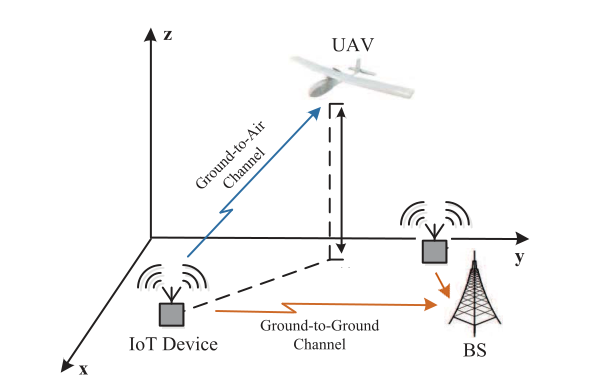 z
UAV
Ground-to-Air
Channel
y
IoT Device
Ground-to-Ground
Channel
BS
x